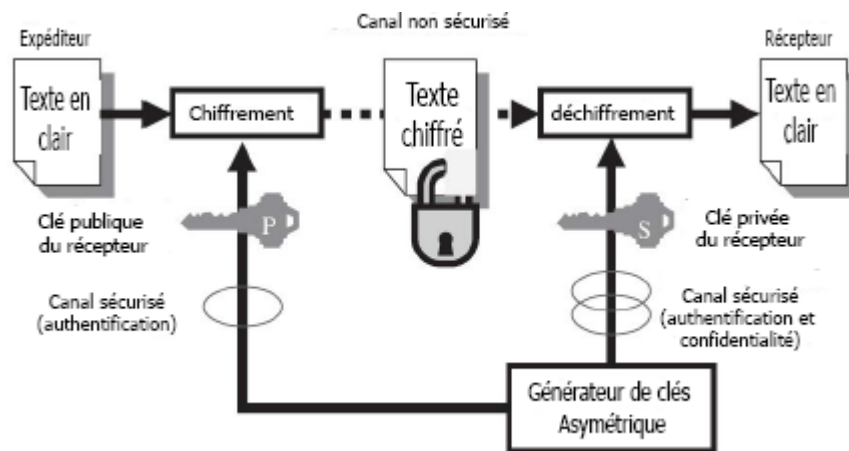 Canal non sécurisé
Expéditeur
Récepteur
Texte en
clair
Chiffrement
Texte
chiffré
déchiffrement
Texte en
clair
Clé publique
du récepteur
P
S
Clé privée
du récepteur
Canal sécurisé
(authentification)
Canal sécurisé
(authentification et
confidentialité)
Générateur de clés
Asymétrique